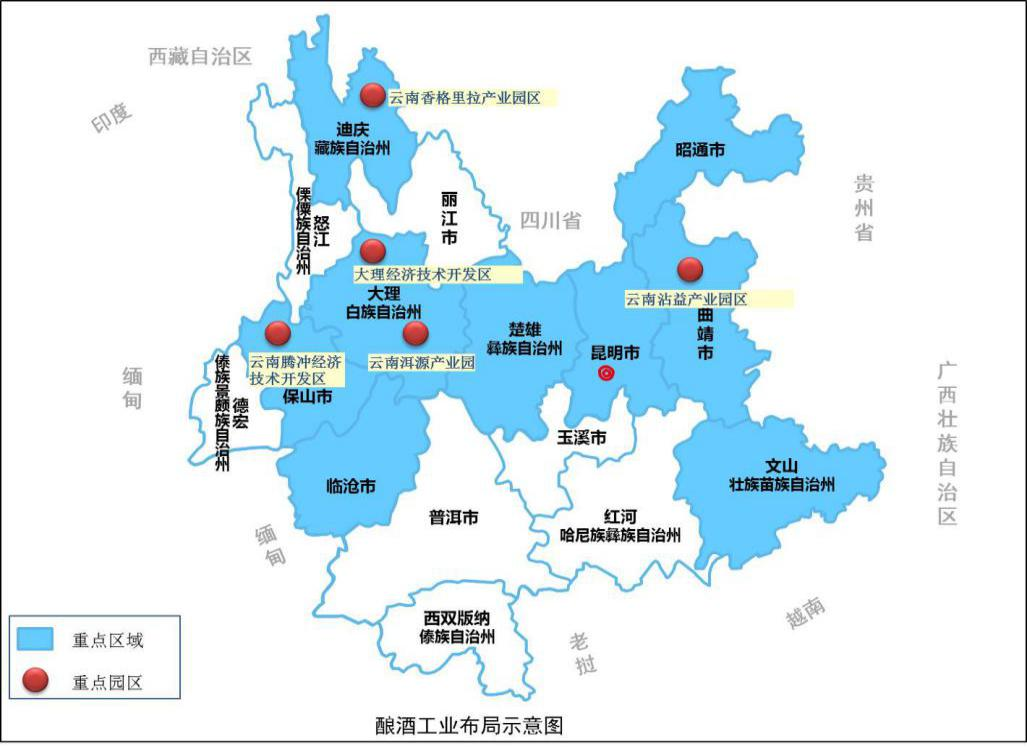 西藏自治区
印度
云南香格里拉产业园区
迪庆
藏族自治州
昭通市
贵州省
怒江
傈僳族自治州
丽江市
四川省
大理经济技术开发区
大理
白族自治州
云南沾益产业园区
曲靖市
楚雄
彝族自治州
昆明市
云南腾冲经济
技术开发区
云南洱源产业园
保山市
缅甸
德宏
傣族景颇族自治州
广西壮族自治区
玉溪市
文山
壮族苗族自治州
临沧市
普洱市
红河
哈尼族彝族自治州
缅甸
西双版纳
傣族自治州
老挝
越南
重点区域
重点园区
酿酒工业布局示意图